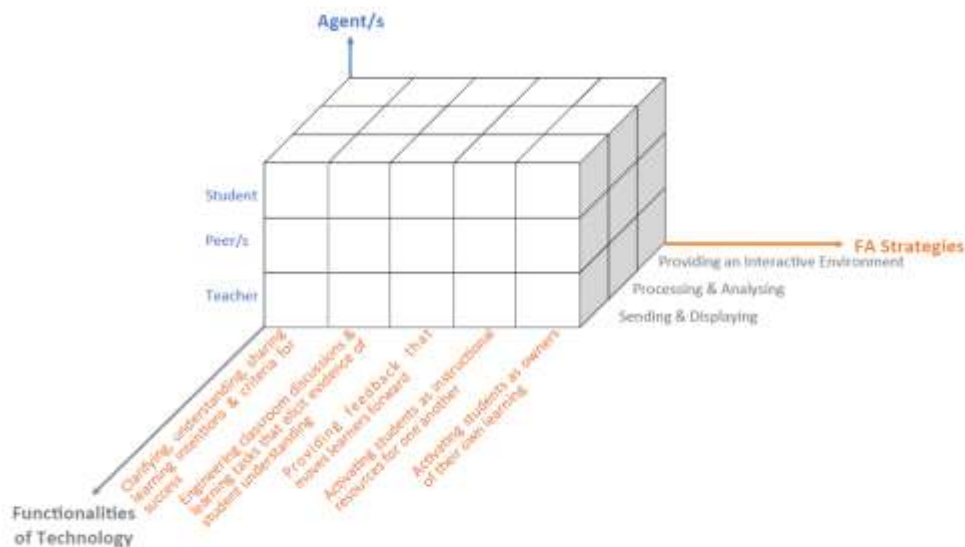 Agent/s
Student
Peer/s
Teacher
FA Strategies
Providing an Interactive Environment
Processing & Analysing
Sending & Displaying
Clarifying, understanding, sharing
learning intentions & criteria for
success
Engineering classroom discussions &
learning tasks that elicit evidence of
student understanding
Providing feedback that
moves learners forward
Activating students as instructional
resources for one another
Activating students as owners
of their own learning
Functionalities
of Technology